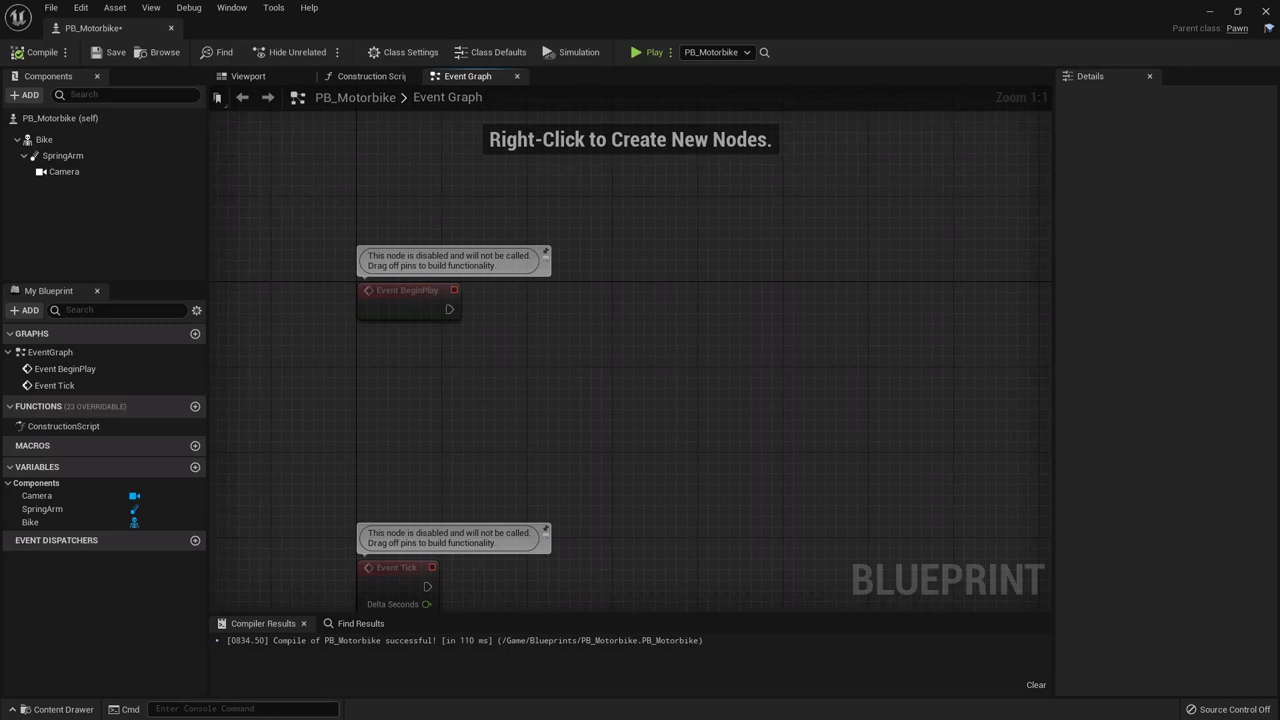 File Edit Asset View Debug Window Tools Help
PB_Motorbike*
Parent class: Pawn
Compile Save Browse Find Hide Unrelated Class Settings Class Defaults Simulation Play PB_Motorbike
Components
Viewport Construction Scrip Event Graph
Details
ADD Search
PB_Motorbike > Event Graph
Zoom 1:1
PB_Motorbike (self)
Bike
SpringArm
Camera
Right-Click to Create New Nodes.
This node is disabled and will not be called.
Drag off pins to build functionality.
Event BeginPlay
My Blueprint
ADD Search
GRAPHS
EventGraph
Event BeginPlay
Event Tick
FUNCTIONS (23 OVERRIDABLE)
ConstructionScript
MACROS
VARIABLES
Components
Camera
SpringArm
Bike
EVENT DISPATCHERS
This node is disabled and will not be called.
Drag off pins to build functionality.
Event Tick
Delta Seconds
BLUEPRINT
Compiler Results Find Results
[0834.50] Compile of PB_Motorbike successful! [in 110 ms] (/Game/Blueprints/PB_Motorbike.PB_Motorbike)
Clear
Content Drawer Cmd Enter Console Command Source Control Off